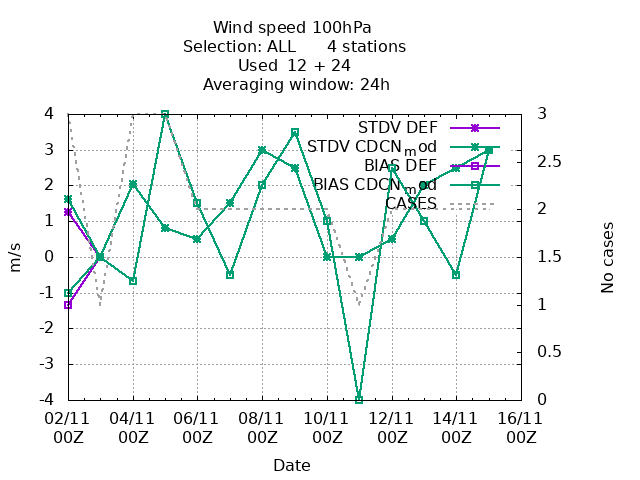 Wind speed 100hPa
Selection: ALL 4 stations
Used 12 + 24
Averaging window: 24h
4
3
2
1
0
-1
-2
-3
-4
m/s
3
2.5
2
1.5
1
0.5
0
No cases
STDV DEF
STDV CDCNmod
BIAS DEF
BIAS CDCNmod
CASES
02/11 04/11 06/11 08/11 10/11 12/11 14/11 16/11
00Z 00Z 00Z 00Z 00Z 00Z 00Z 00Z
Date